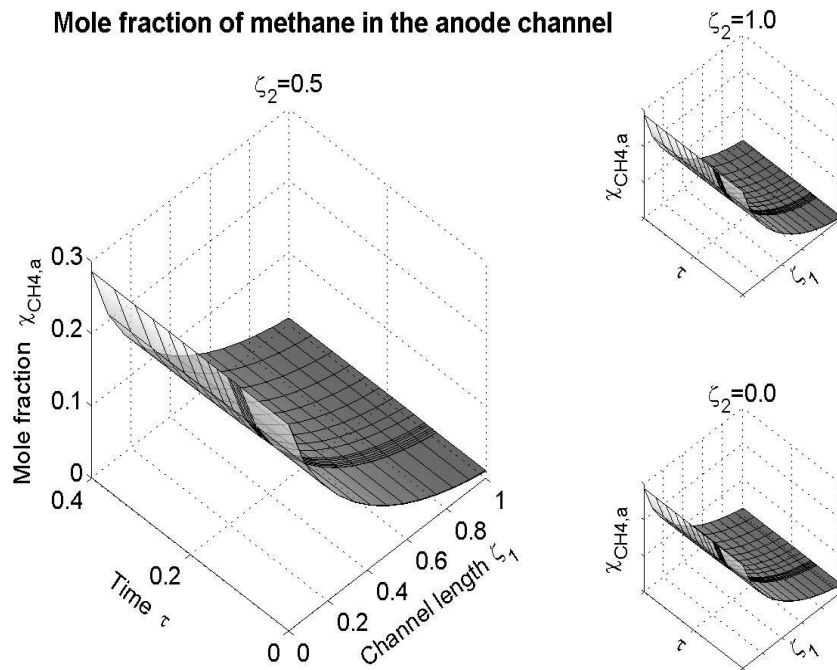 Mole fraction of methane in the anode channel
ζ₂=0.5
Mole fraction χCH4,a
0.3
0.2
0.1
0
0.4
0.2
0
Time τ
0
0.2
0.4
0.6
0.8
1
Channel length ζ₁
ζ₂=1.0
χCH4,a
τ
ζ₁
ζ₂=0.0
χCH4,a
τ
ζ₁